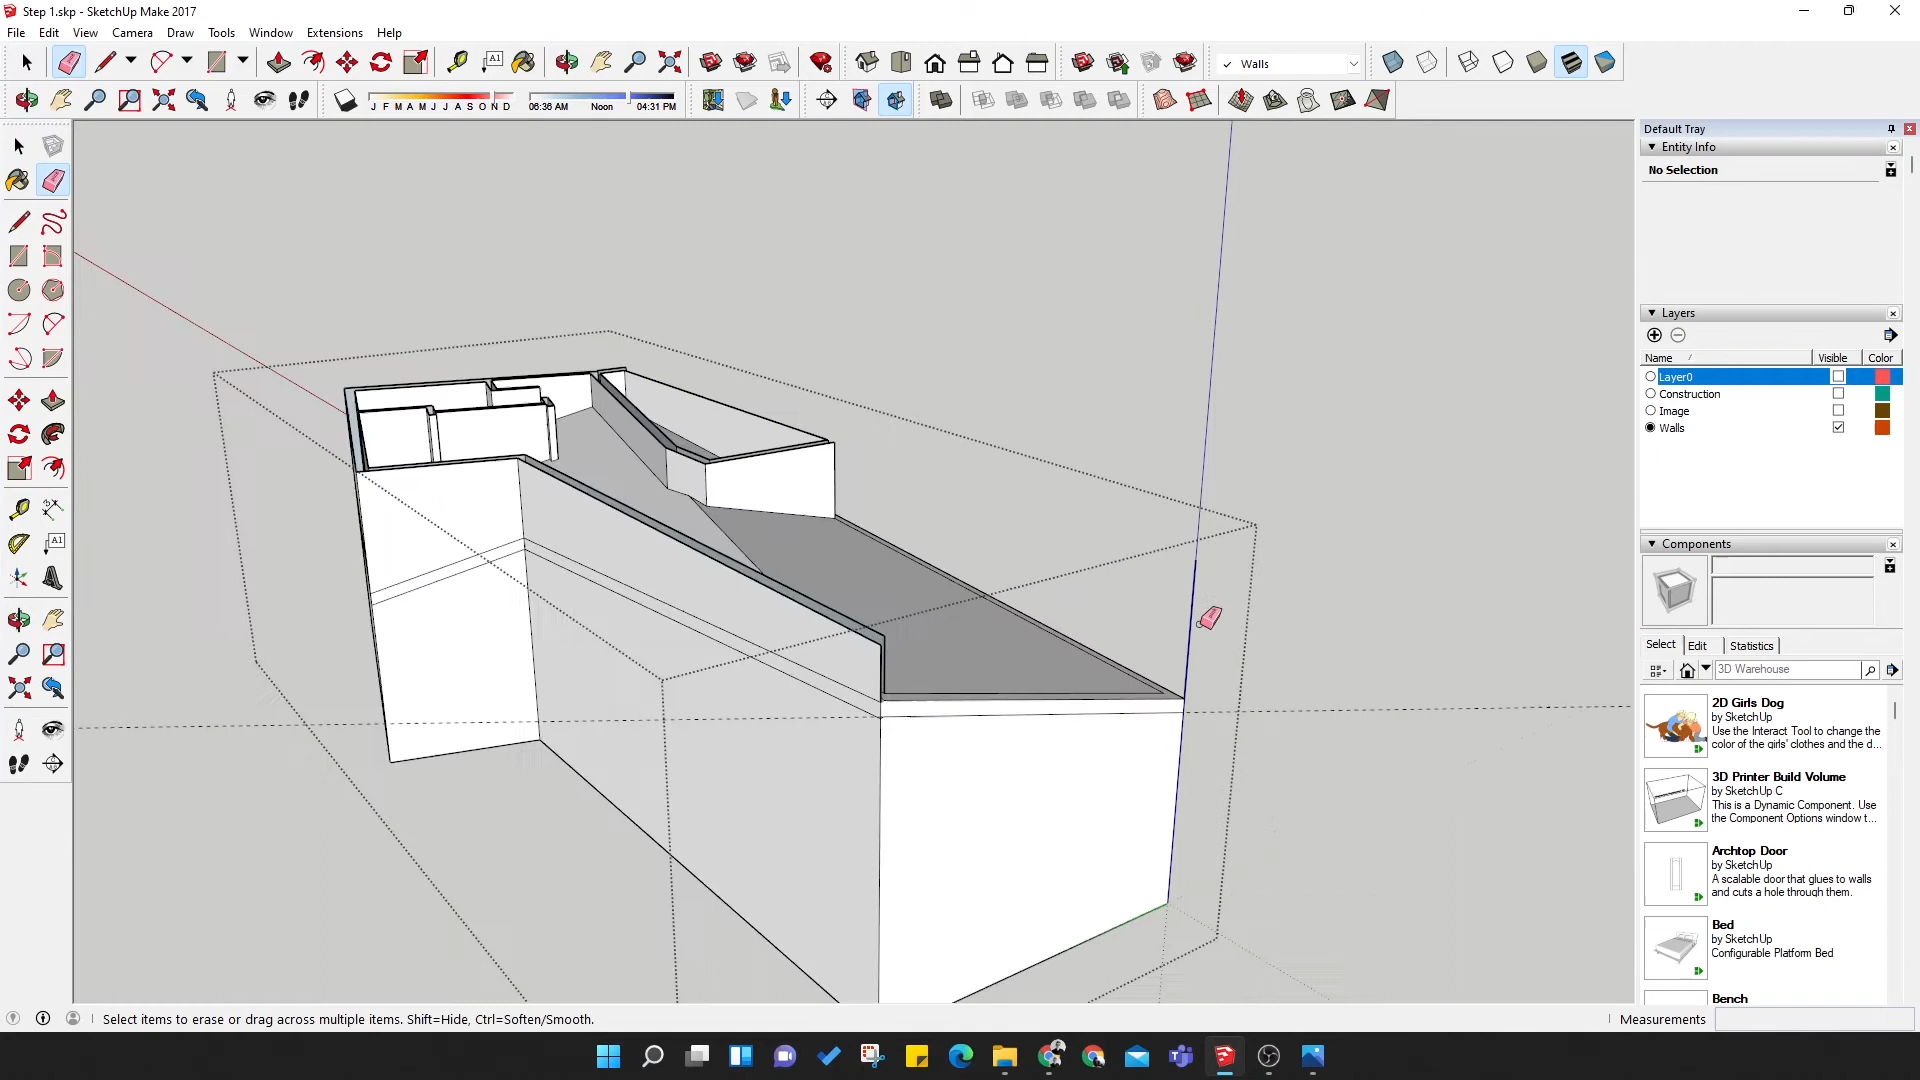 Step 1.skp - SketchUp Make 2017
File Edit View Camera Draw Tools Window Extensions Help
A1
Walls
J F M A M J J A S O N D
06:36 AM Noon 04:31 PM
Default Tray
Entity Info
No Selection
Layers
Name Visible Color
Layer0
Construction
Image
Walls
A1
Components
Select Edit Statistics
3D Warehouse
2D Girls Dog
by SketchUp
Use the Interact Tool to change the
color of the girls' clothes and the d...
3D Printer Build Volume
by SketchUp C
This is a Dynamic Component. Use
the Component Options window t...
Archtop Door
by SketchUp
A scalable door that glues to walls
and cuts a hole through them.
Bed
by SketchUp
Configurable Platform Bed
Bench
Select items to erase or drag across multiple items. Shift=Hide, Ctrl=Soften/Smooth.
Measurements